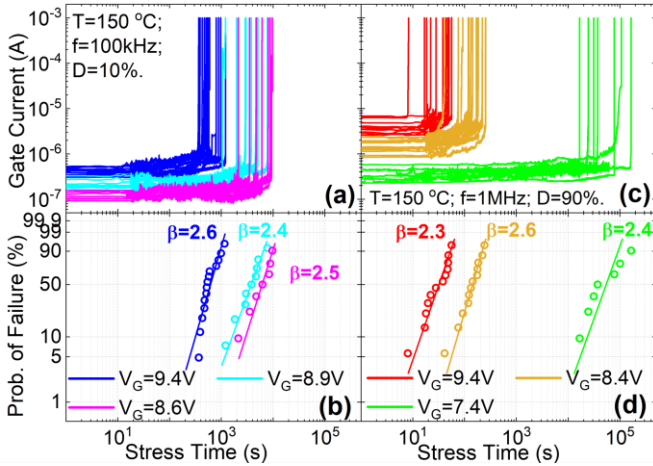 Gate Current (A)
10⁻³
10⁻⁴
10⁻⁵
10⁻⁶
10⁻⁷
T=150 ºC;
f=100kHz;
D=10%.
(a)
(c)
T=150 ºC; f=1MHz; D=90%.
Prob. of Failure (%)
99.9
99.9
90
50
10
5
1
β=2.6
β=2.4
β=2.5
V_G=9.4V
V_G=8.9V
V_G=8.6V
(b)
β=2.3
β=2.6
β=2.4
V_G=9.4V
V_G=8.4V
V_G=7.4V
(d)
10¹ 10³ 10⁵
10¹ 10³ 10⁵
Stress Time (s)
Stress Time (s)